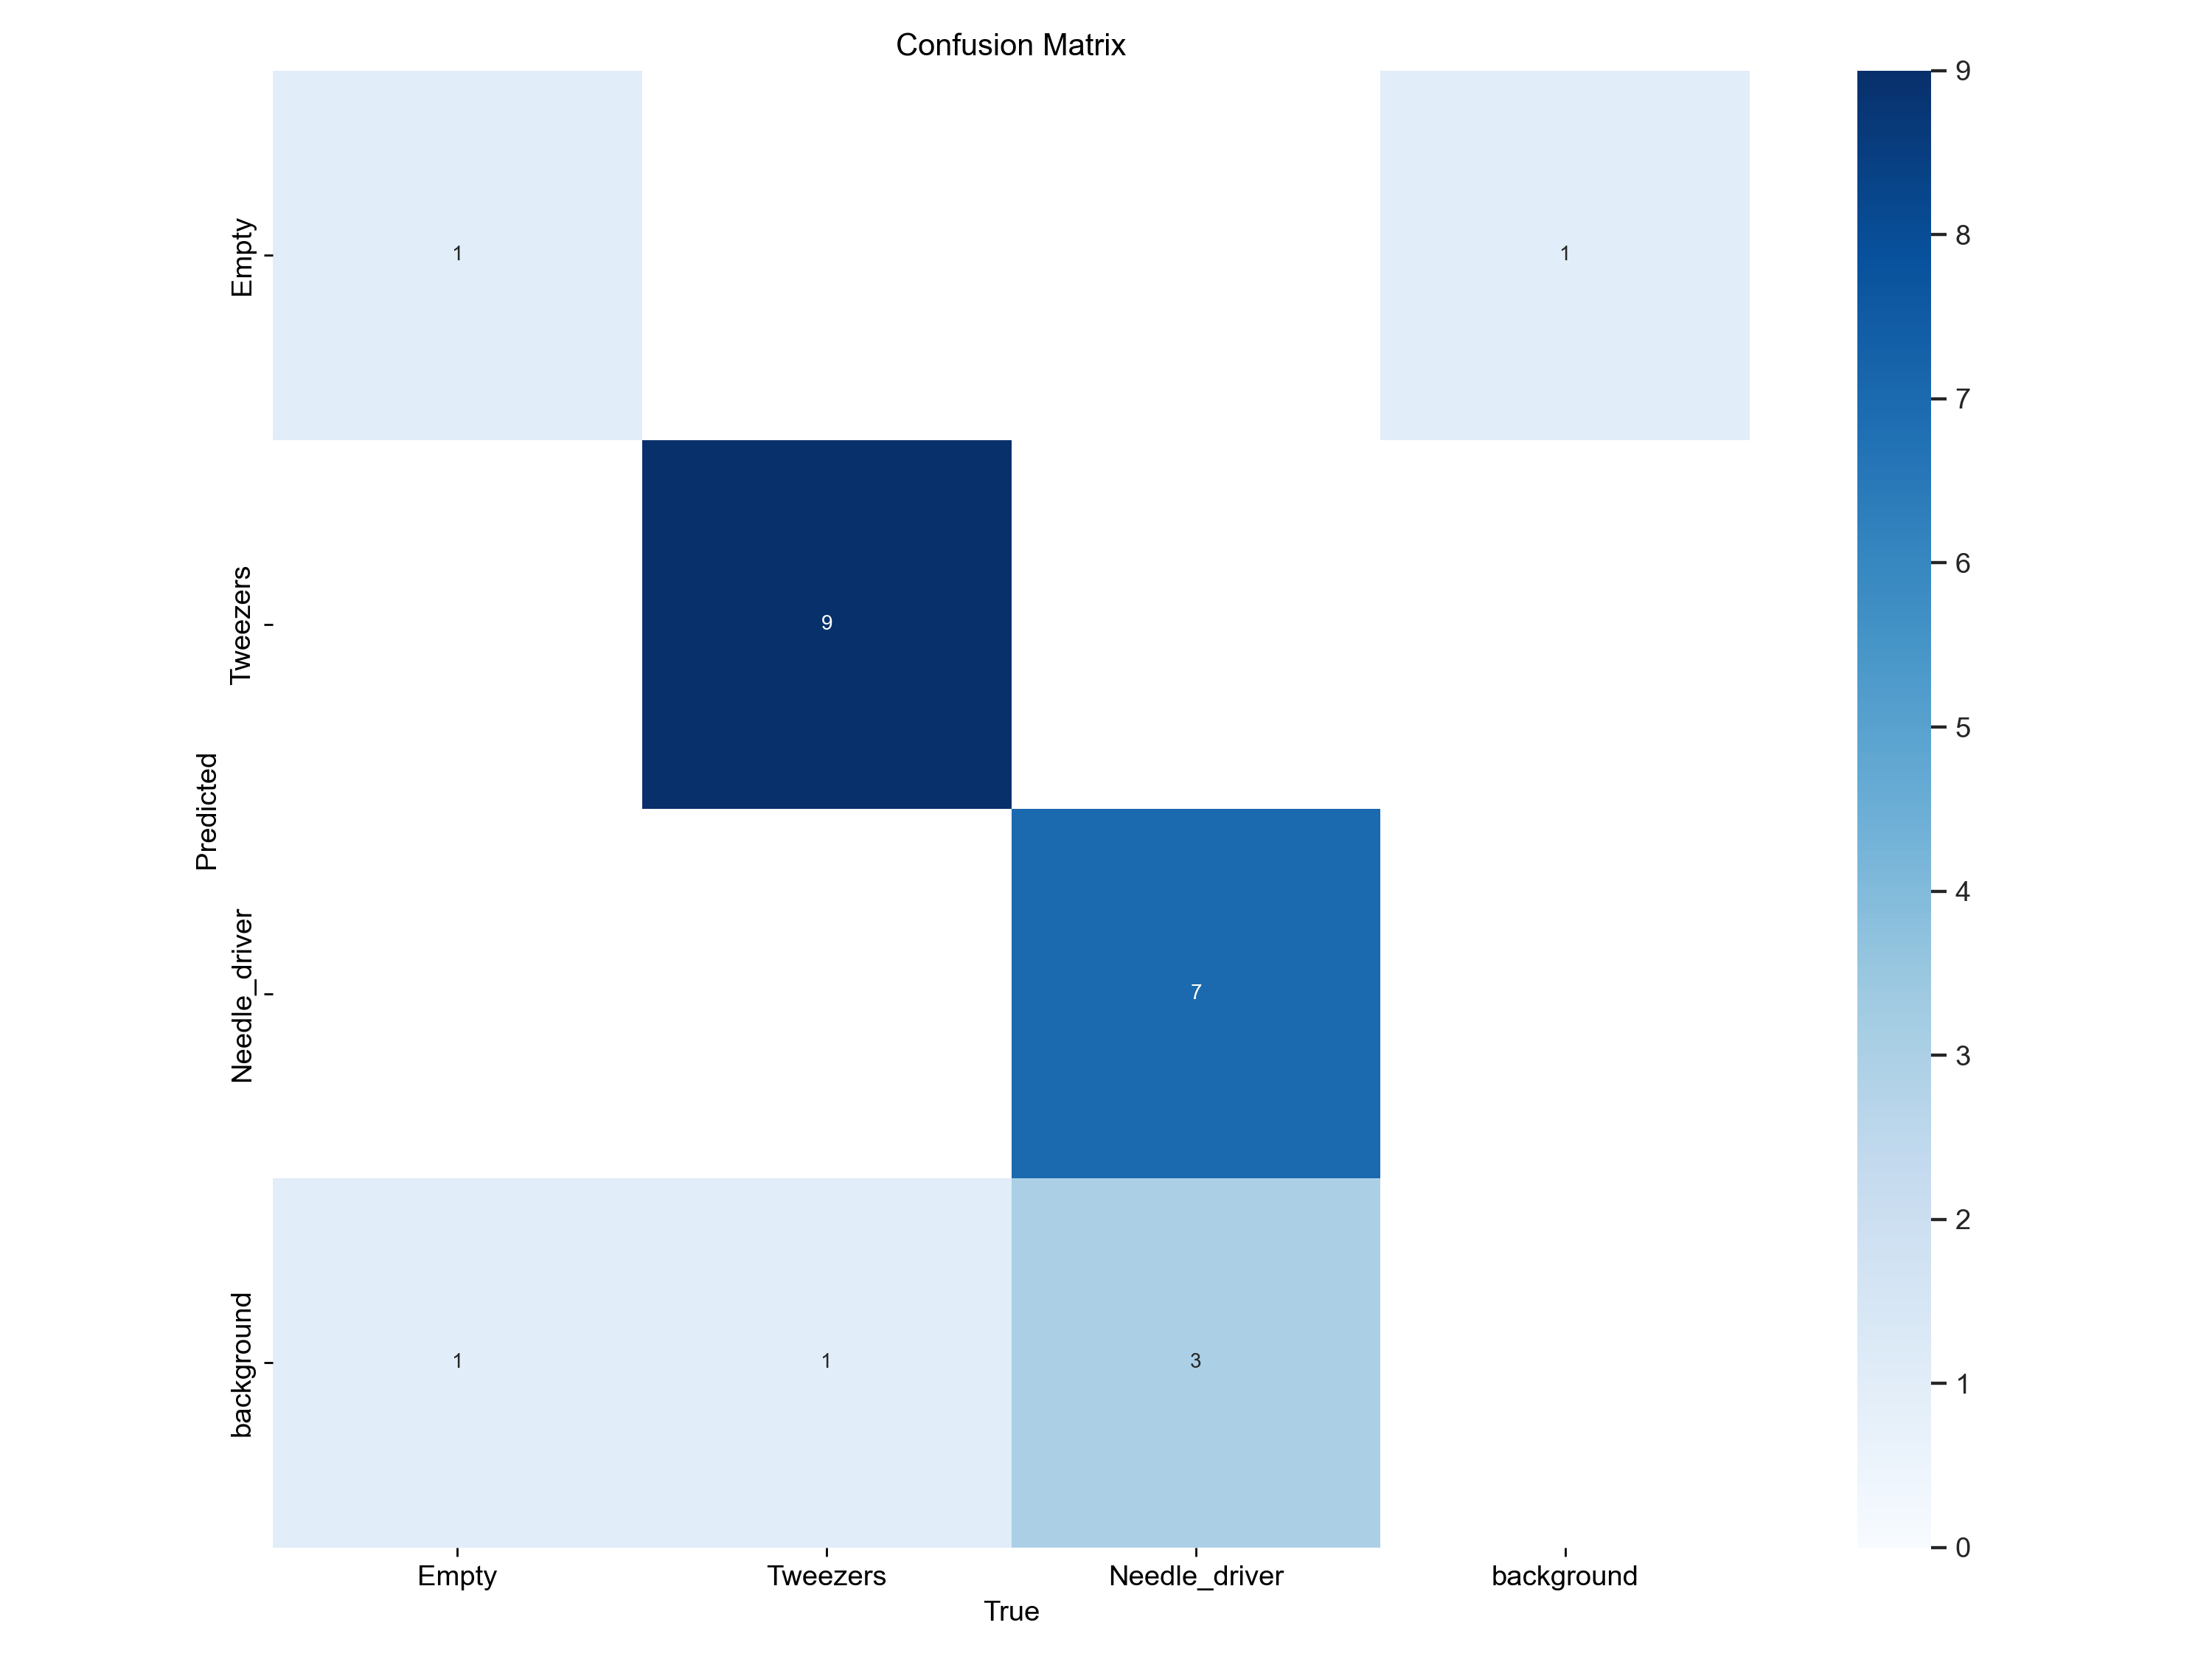 Confusion Matrix
Empty
Tweezers
Needle_driver
background
Predicted
1
1
9
7
1
1
3
Empty
Tweezers
Needle_driver
background
True
9
8
7
6
5
4
3
2
1
0